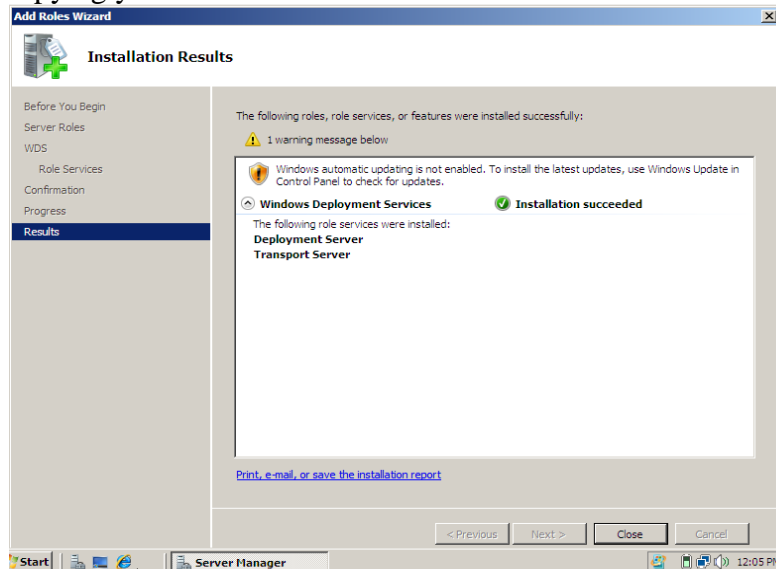 Add Roles Wizard
Installation Results
Before You Begin
Server Roles
WDS
Role Services
Confirmation
Progress
Results
The following roles, role services, or features were installed successfully:
1 warning message below
Windows automatic updating is not enabled. To install the latest updates, use Windows Update in
Control Panel to check for updates.
Windows Deployment Services Installation succeeded
The following role services were installed:
Deployment Server
Transport Server
Print, e-mail, or save the installation report
< Previous Next > Close Cancel
Start Server Manager 12:05 PM